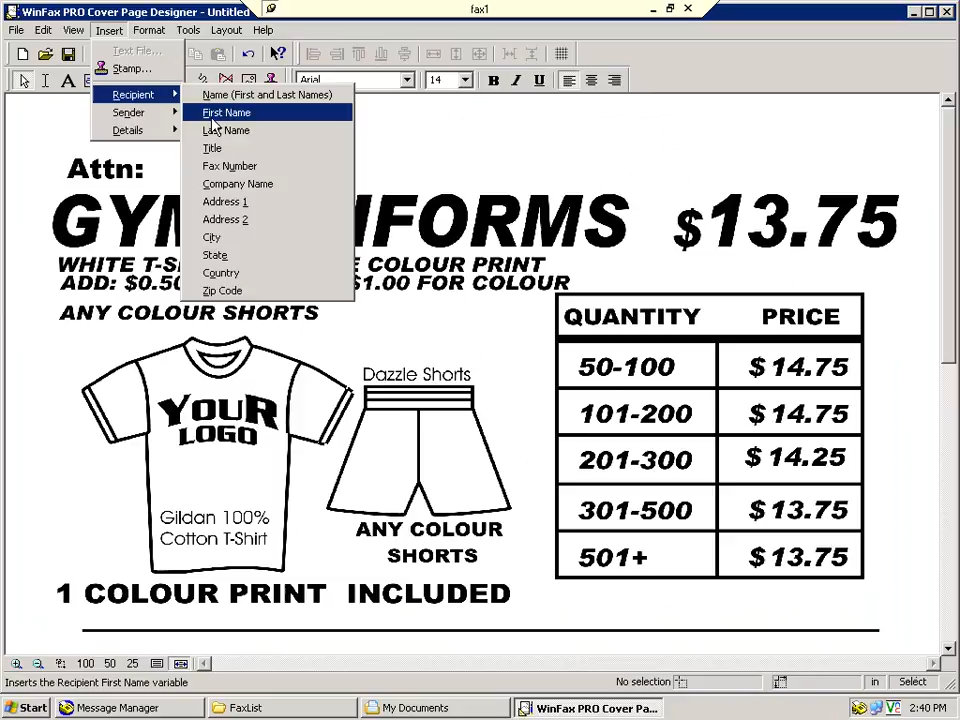 WinFax PRO Cover Page Designer - Untitled
fax1
File Edit View Insert Format Tools Layout Help
Text File...
Stamp...
Arial 14 B I U
Recipient
Sender
Details
Name (First and Last Names)
First Name
Last Name
Title
Fax Number
Company Name
Address 1
Address 2
City
State
Country
Zip Code
Attn:
GYM UNIFORMS $13.75
WHITE T-S E COLOUR PRINT
ADD: $0.50 $1.00 FOR COLOUR
ANY COLOUR SHORTS
QUANTITY PRICE
50-100 $14.75
101-200 $14.75
201-300 $14.25
301-500 $13.75
501+ $13.75
YOUR
LOGO
Gildan 100%
Cotton T-Shirt
Dazzle Shorts
ANY COLOUR
SHORTS
1 COLOUR PRINT INCLUDED
100 50 25
Inserts the Recipient First Name variable
No selection
in
Select
Start
Message Manager
FaxList
My Documents
WinFax PRO Cover Pa...
2:40 PM